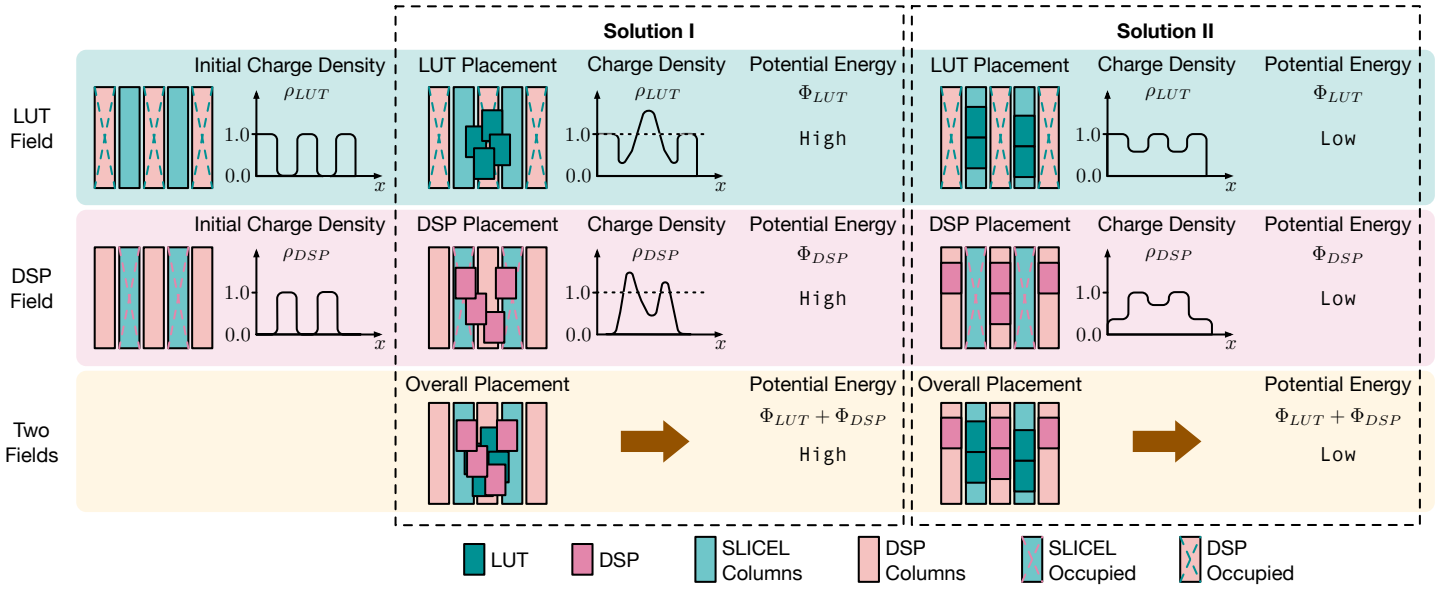 Solution I
Solution II
LUT
Field
Initial Charge Density
ρ_LUT
1.0
0.0
x
LUT Placement
Charge Density
ρ_LUT
1.0
0.0
x
Potential Energy
Φ_LUT
High
LUT Placement
Charge Density
ρ_LUT
1.0
0.0
x
Potential Energy
Φ_LUT
Low
DSP
Field
Initial Charge Density
ρ_DSP
1.0
0.0
x
DSP Placement
Charge Density
ρ_DSP
1.0
0.0
x
Potential Energy
Φ_DSP
High
DSP Placement
Charge Density
ρ_DSP
1.0
0.0
x
Potential Energy
Φ_DSP
Low
Two
Fields
Overall Placement
Potential Energy
Φ_LUT + Φ_DSP
High
Overall Placement
Potential Energy
Φ_LUT + Φ_DSP
Low
LUT
DSP
SLICEL
Columns
DSP
Columns
SLICEL
Occupied
DSP
Occupied